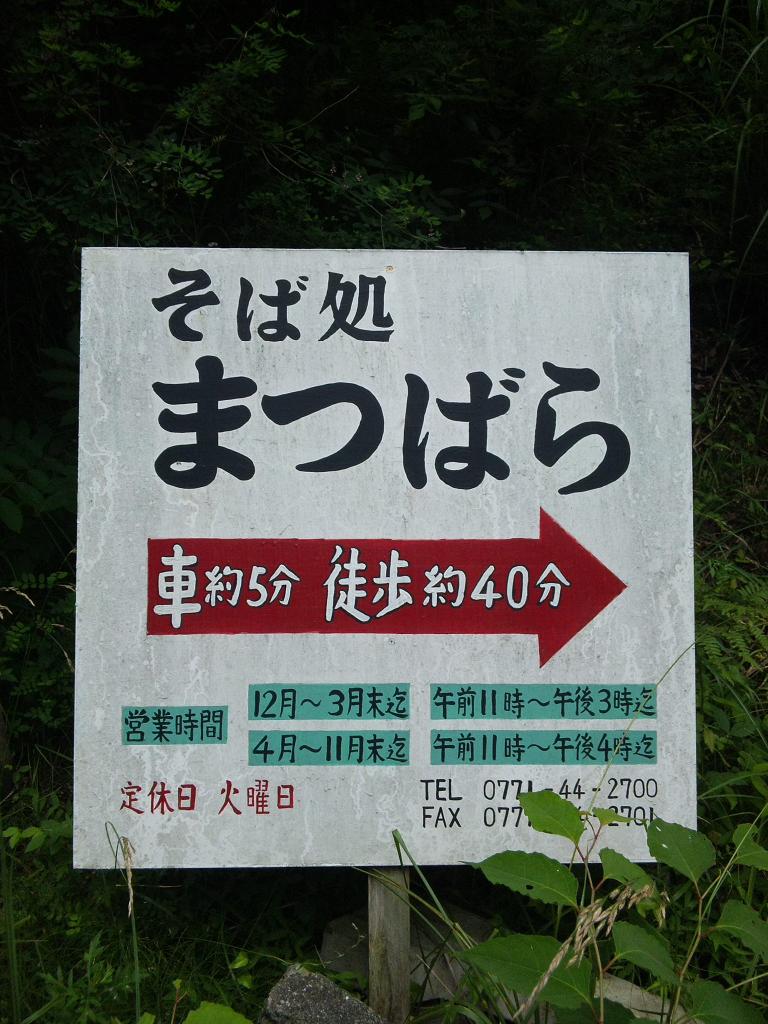 そば処
まつばら
車約5分 徒歩約40分
営業時間
12月～3月末迄 午前11時～午後3時迄
4月～11月末迄 午前11時～午後4時迄
定休日 火曜日
TEL 0771-44-2700
FAX 2701